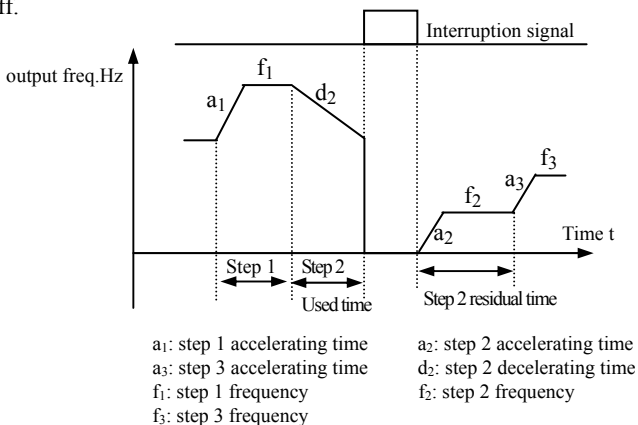 ff.
Interruption signal
output freq.Hz
f1
a1
d2
f3
a3
f2
a2
Time t
Step 1
Step 2
Used time
Step 2 residual time
a1: step 1 accelerating time
a2: step 2 accelerating time
a3: step 3 accelerating time
d2: step 2 decelerating time
f1: step 1 frequency
f2: step 2 frequency
f3: step 3 frequency